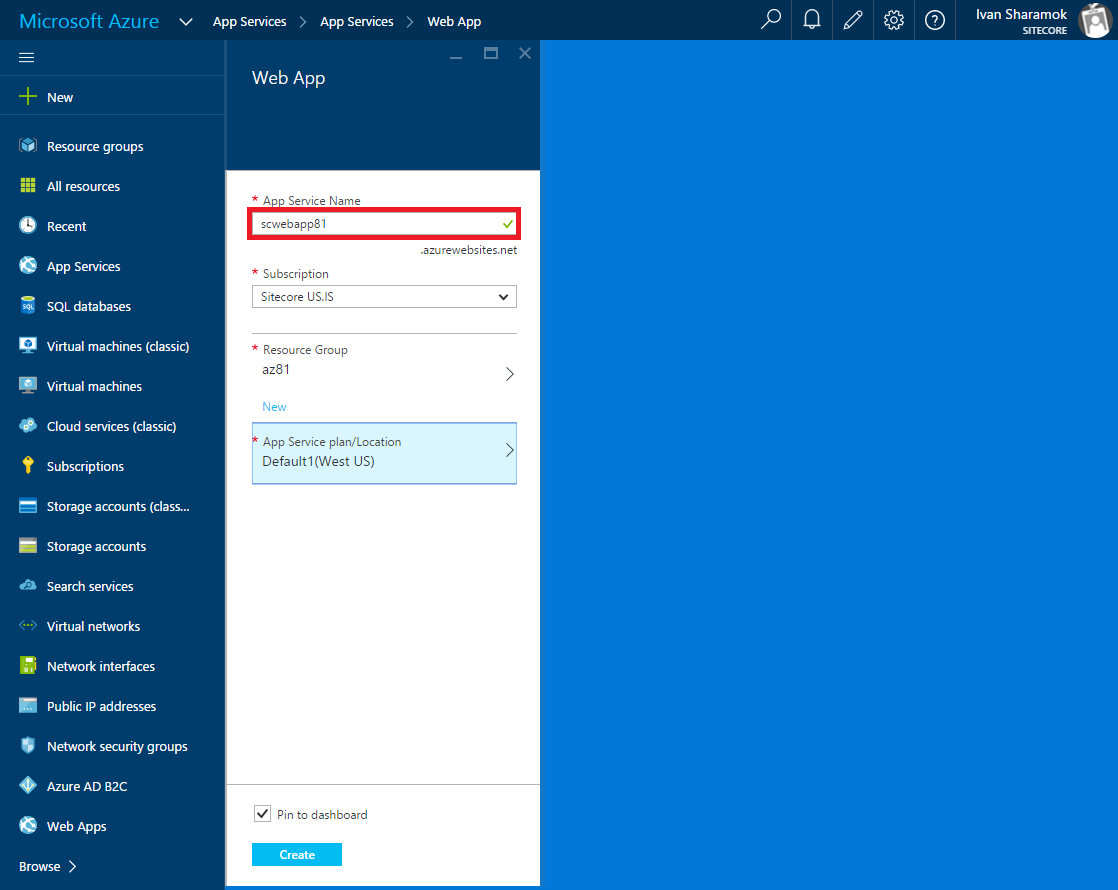 Microsoft Azure App Services App Services Web App Ivan Sharamok
SITECORE
New
Resource groups
All resources
Recent
App Services
SQL databases
Virtual machines (classic)
Virtual machines
Cloud services (classic)
Subscriptions
Storage accounts (class...
Storage accounts
Search services
Virtual networks
Network interfaces
Public IP addresses
Network security groups
Azure AD B2C
Web Apps
Browse
Web App
* App Service Name
scwebapp81
.azurewebsites.net
* Subscription
Sitecore US.IS
* Resource Group
az81
New
* App Service plan/Location
Default1(West US)
Pin to dashboard
Create